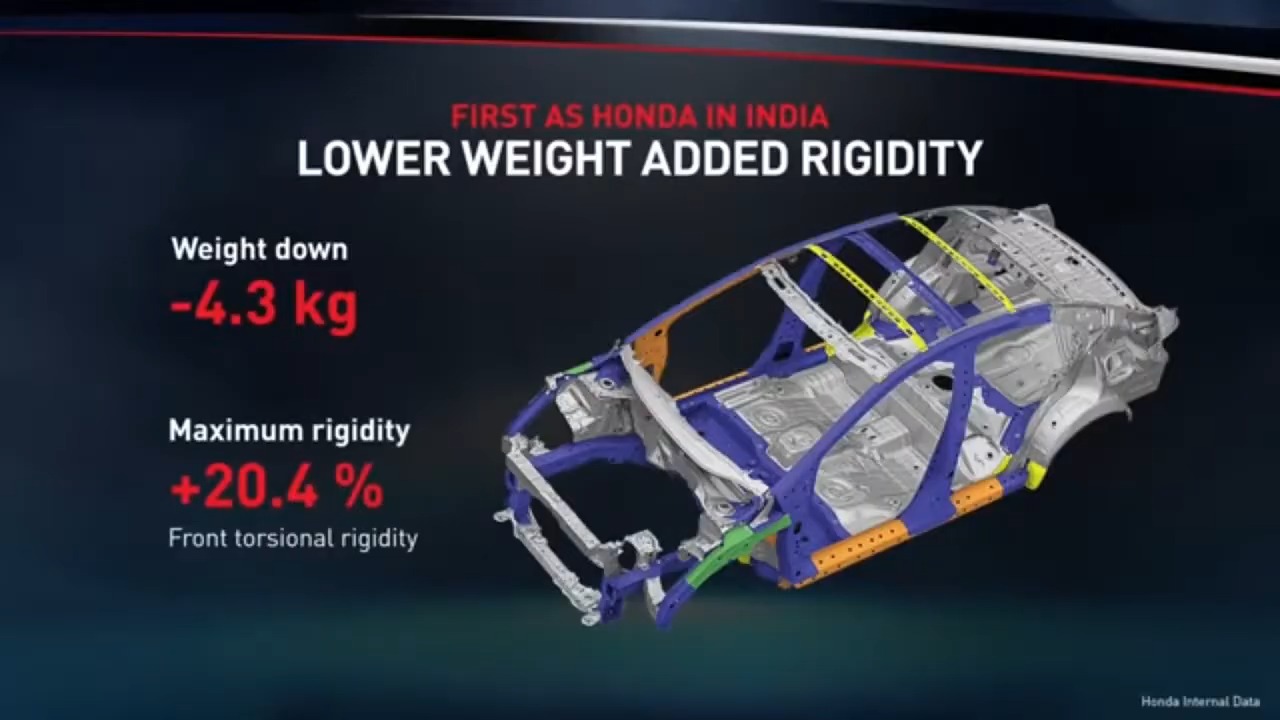 FIRST AS HONDA IN INDIA
LOWER WEIGHT ADDED RIGIDITY
Weight down
-4.3 kg
Maximum rigidity
+20.4 %
Front torsional rigidity
Honda Internal Data